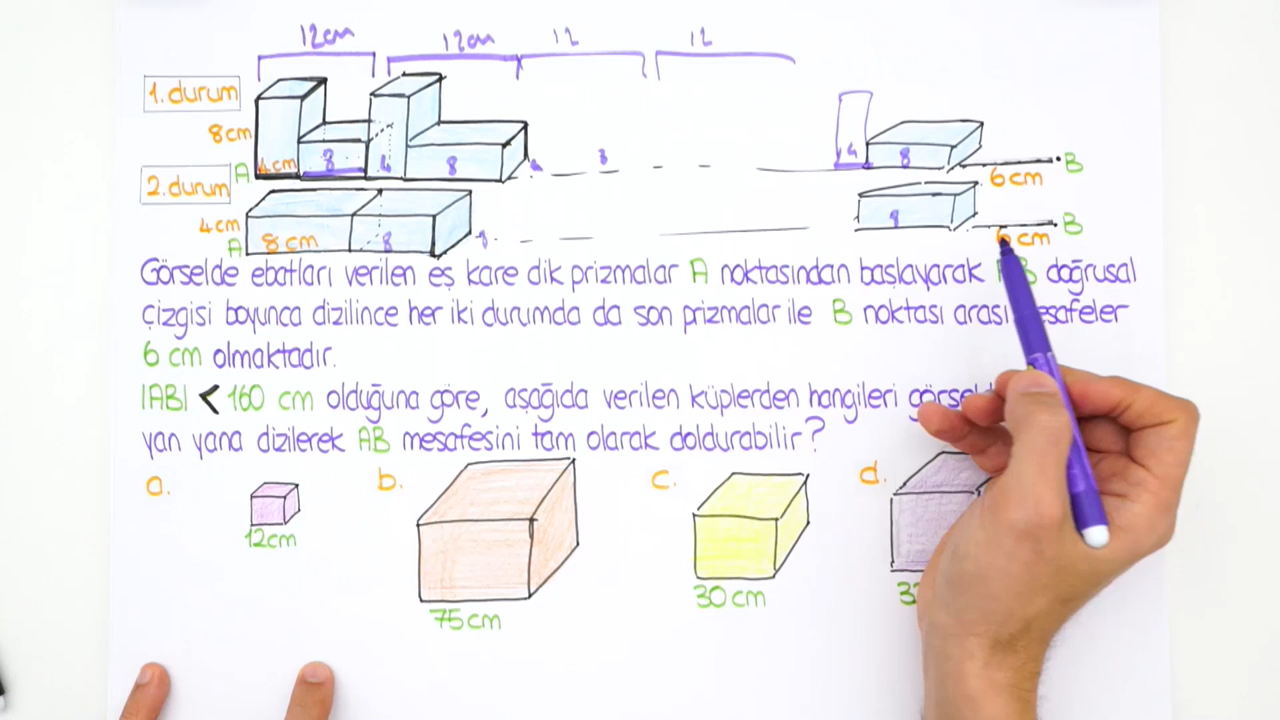 12cm 12cm 12 12
1. durum
8cm
A 4cm 8 4 8 8 4 8 B
6cm
2. durum
4cm
A 8cm 8 8 B
6cm
Görselde ebatları verilen eş kare dik prizmalar A noktasından başlayarak doğrusal
çizgisi boyunca dizilince her iki durumda da son prizmalar ile B noktası arası
6 cm olmaktadır.
|AB| < 160 cm olduğuna göre, aşağıda verilen küplerden hangileri
yan yana dizilerek AB mesafesini tam olarak doldurabilir?
a. b. c. d.
12cm 75cm 30cm